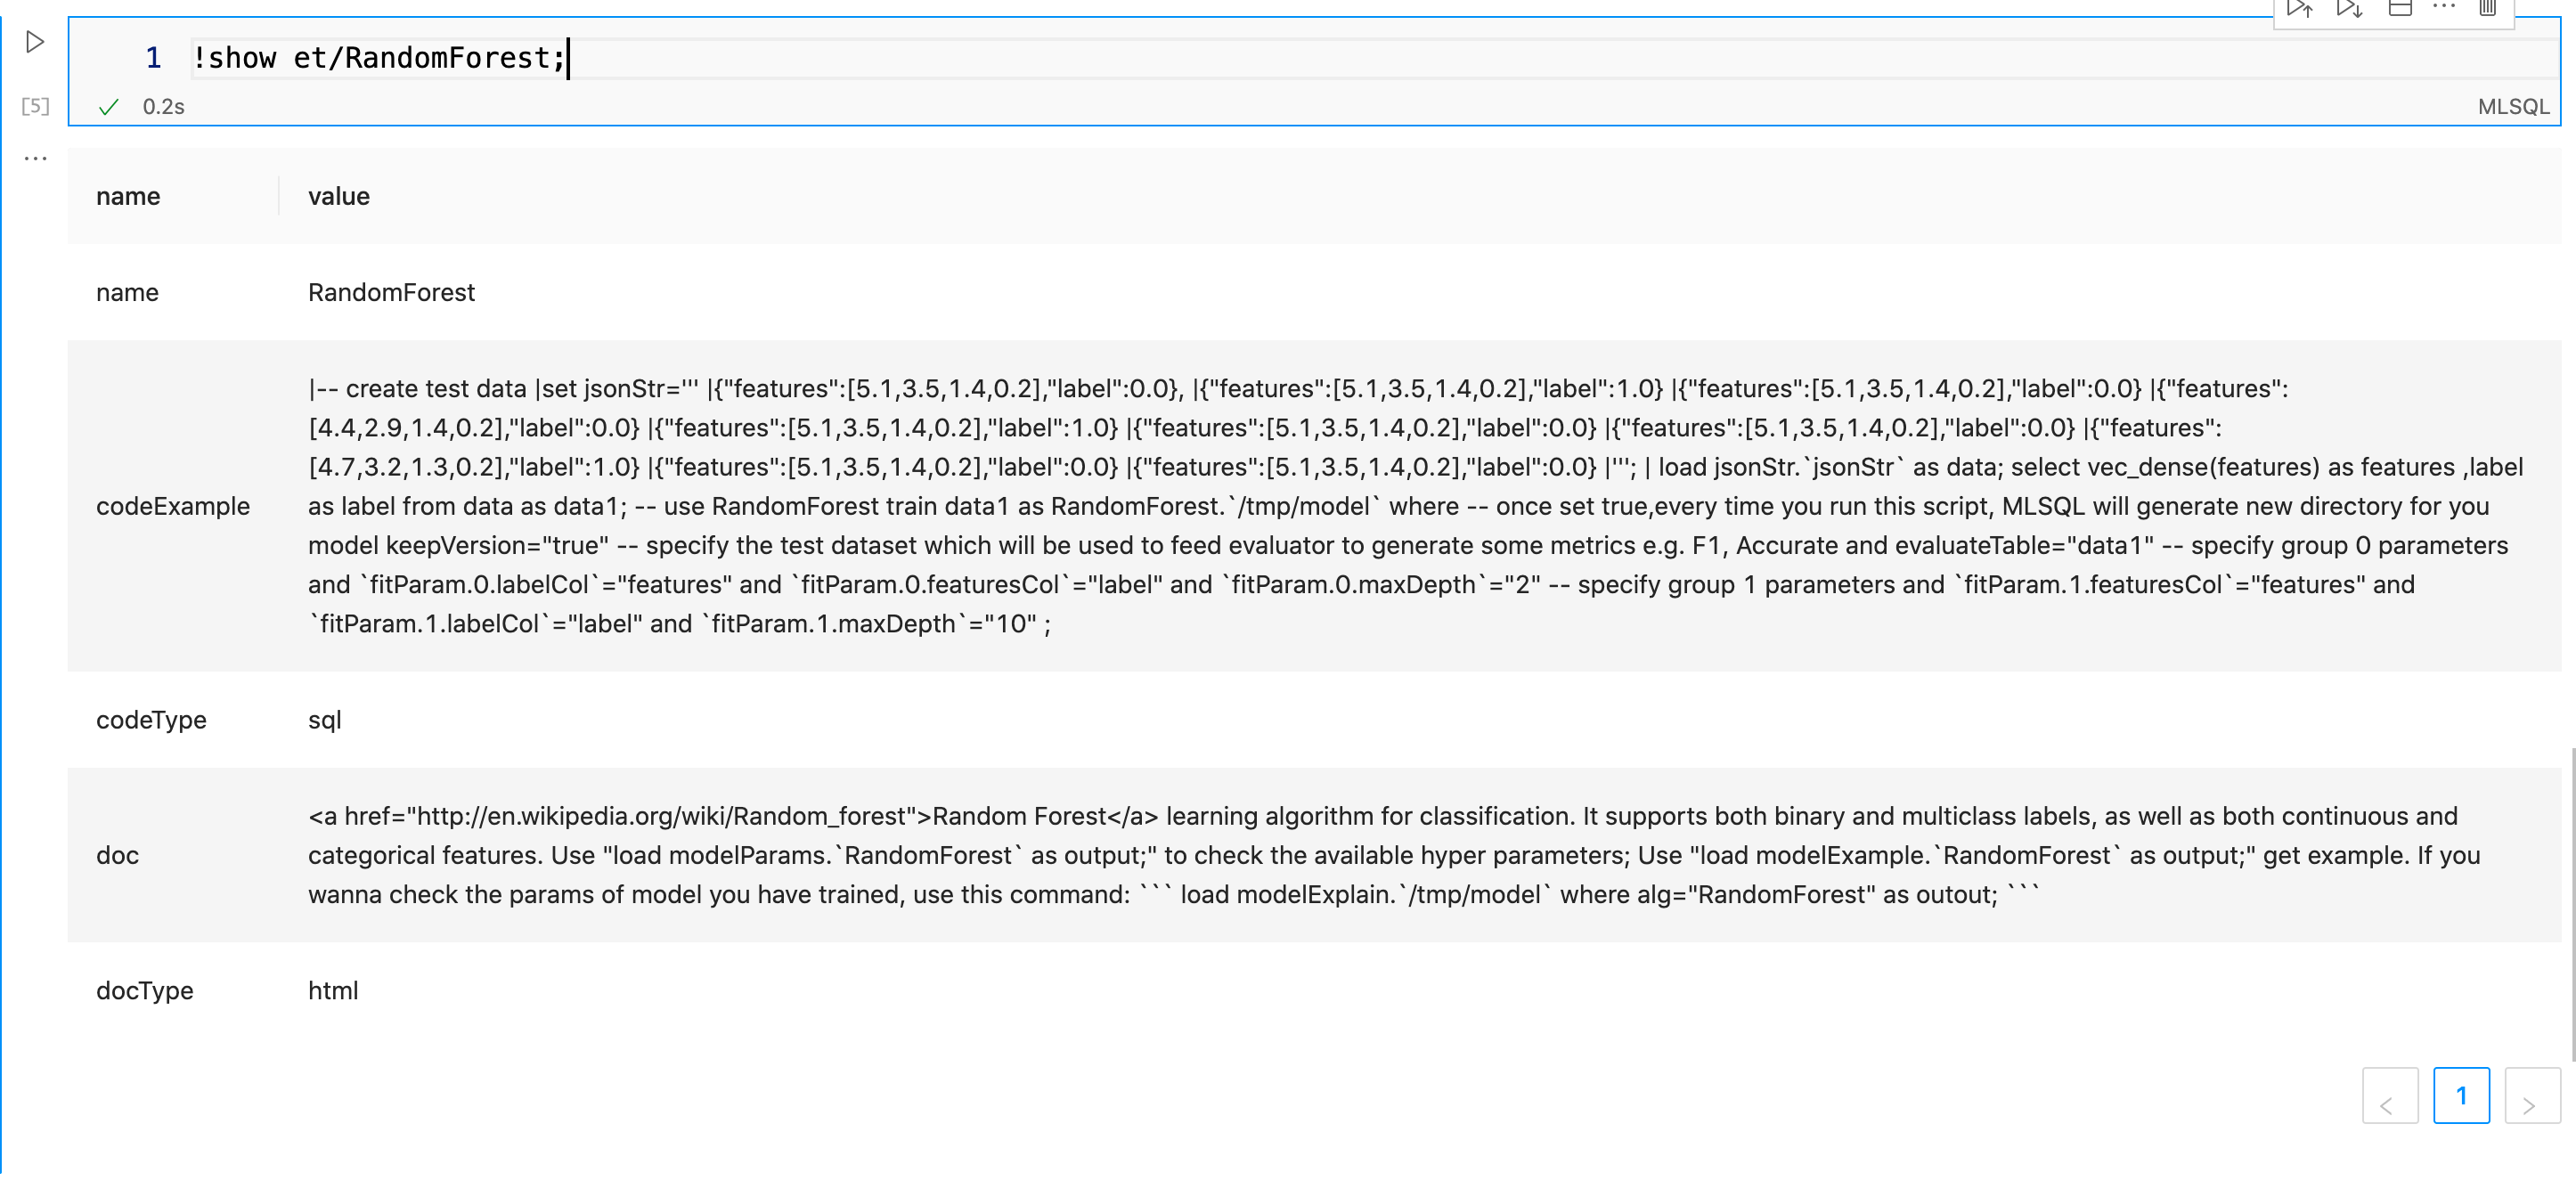 1 !show et/RandomForest;
[5] 0.2s MLSQL
...
name value
name RandomForest
|-- create test data |set jsonStr=''' |{"features":[5.1,3.5,1.4,0.2],"label":0.0}, |{"features":[5.1,3.5,1.4,0.2],"label":1.0} |{"features":[5.1,3.5,1.4,0.2],"label":0.0} |{"features":
[4.4,2.9,1.4,0.2],"label":0.0} |{"features":[5.1,3.5,1.4,0.2],"label":1.0} |{"features":[5.1,3.5,1.4,0.2],"label":0.0} |{"features":[5.1,3.5,1.4,0.2],"label":0.0} |{"features":
[4.7,3.2,1.3,0.2],"label":1.0} |{"features":[5.1,3.5,1.4,0.2],"label":0.0} |{"features":[5.1,3.5,1.4,0.2],"label":0.0} |'''; | load jsonStr.`jsonStr` as data; select vec_dense(features) as features ,label
codeExample as label from data as data1; -- use RandomForest train data1 as RandomForest.`/tmp/model` where -- once set true,every time you run this script, MLSQL will generate new directory for you
model keepVersion="true" -- specify the test dataset which will be used to feed evaluator to generate some metrics e.g. F1, Accurate and evaluateTable="data1" -- specify group 0 parameters
and `fitParam.0.labelCol`="features" and `fitParam.0.featuresCol`="label" and `fitParam.0.maxDepth`="2" -- specify group 1 parameters and `fitParam.1.featuresCol`="features" and
`fitParam.1.labelCol`="label" and `fitParam.1.maxDepth`="10" ;
codeType sql
<a href="http://en.wikipedia.org/wiki/Random_forest">Random Forest</a> learning algorithm for classification. It supports both binary and multiclass labels, as well as both continuous and
doc categorical features. Use "load modelParams.`RandomForest` as output;" to check the available hyper parameters; Use "load modelExample.`RandomForest` as output;" get example. If you
wanna check the params of model you have trained, use this command: ``` load modelExplain.`/tmp/model` where alg="RandomForest" as outout; ```
docType html
< 1 >